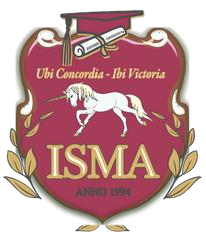 Ubi Concordia - Ibi Victoria
ISMA
ANNO 1994